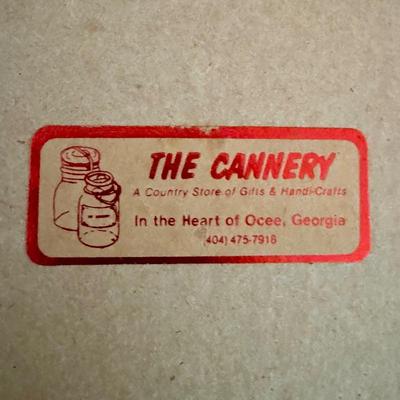 THE CANNERY
A Country Store of Gifts & Handi-Crafts
In the Heart of Ocee, Georgia
(404) 475-7918